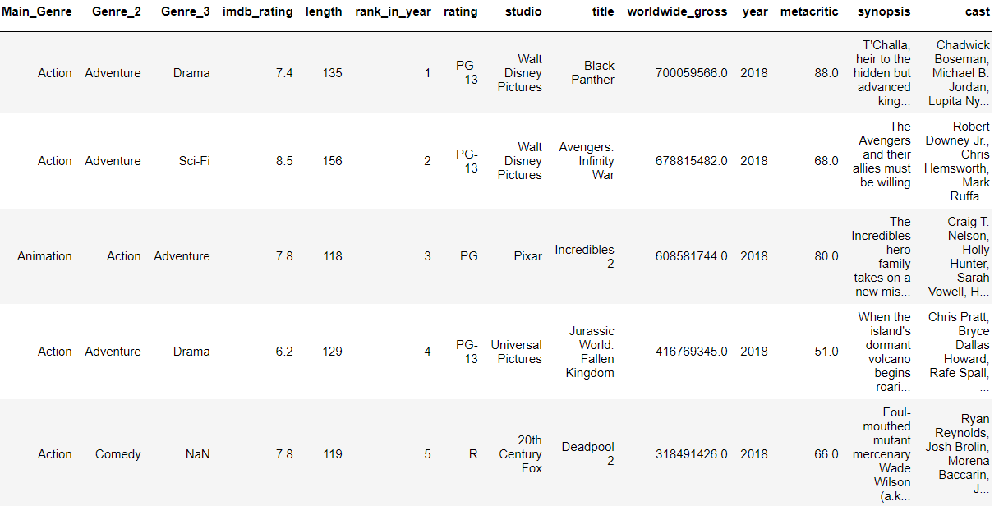 Main_Genre Genre_2 Genre_3 imdb_rating length rank_in_year rating studio title worldwide_gross year metacritic synopsis cast
Action Adventure Drama 7.4 135 1 PG-13 Walt Disney Pictures Black Panther 700059566.0 2018 88.0 T'Challa, heir to the hidden but advanced king... Chadwick Boseman, Michael B. Jordan, Lupita Ny...
Action Adventure Sci-Fi 8.5 156 2 PG-13 Walt Disney Pictures Avengers: Infinity War 678815482.0 2018 68.0 The Avengers and their allies must be willing ... Robert Downey Jr., Chris Hemsworth, Mark Ruffa...
Animation Action Adventure 7.8 118 3 PG Pixar Incredibles 2 608581744.0 2018 80.0 The Incredibles hero family takes on a new mis... Craig T. Nelson, Holly Hunter, Sarah Vowell, H...
Action Adventure Drama 6.2 129 4 PG-13 Universal Pictures Jurassic World: Fallen Kingdom 416769345.0 2018 51.0 When the island's dormant volcano begins roari... Chris Pratt, Bryce Dallas Howard, Rafe Spall, ...
Action Comedy NaN 7.8 119 5 R 20th Century Fox Deadpool 2 318491426.0 2018 66.0 Foul-mouthed mutant mercenary Wade Wilson (a.k... Ryan Reynolds, Josh Brolin, Morena Baccarin, J...